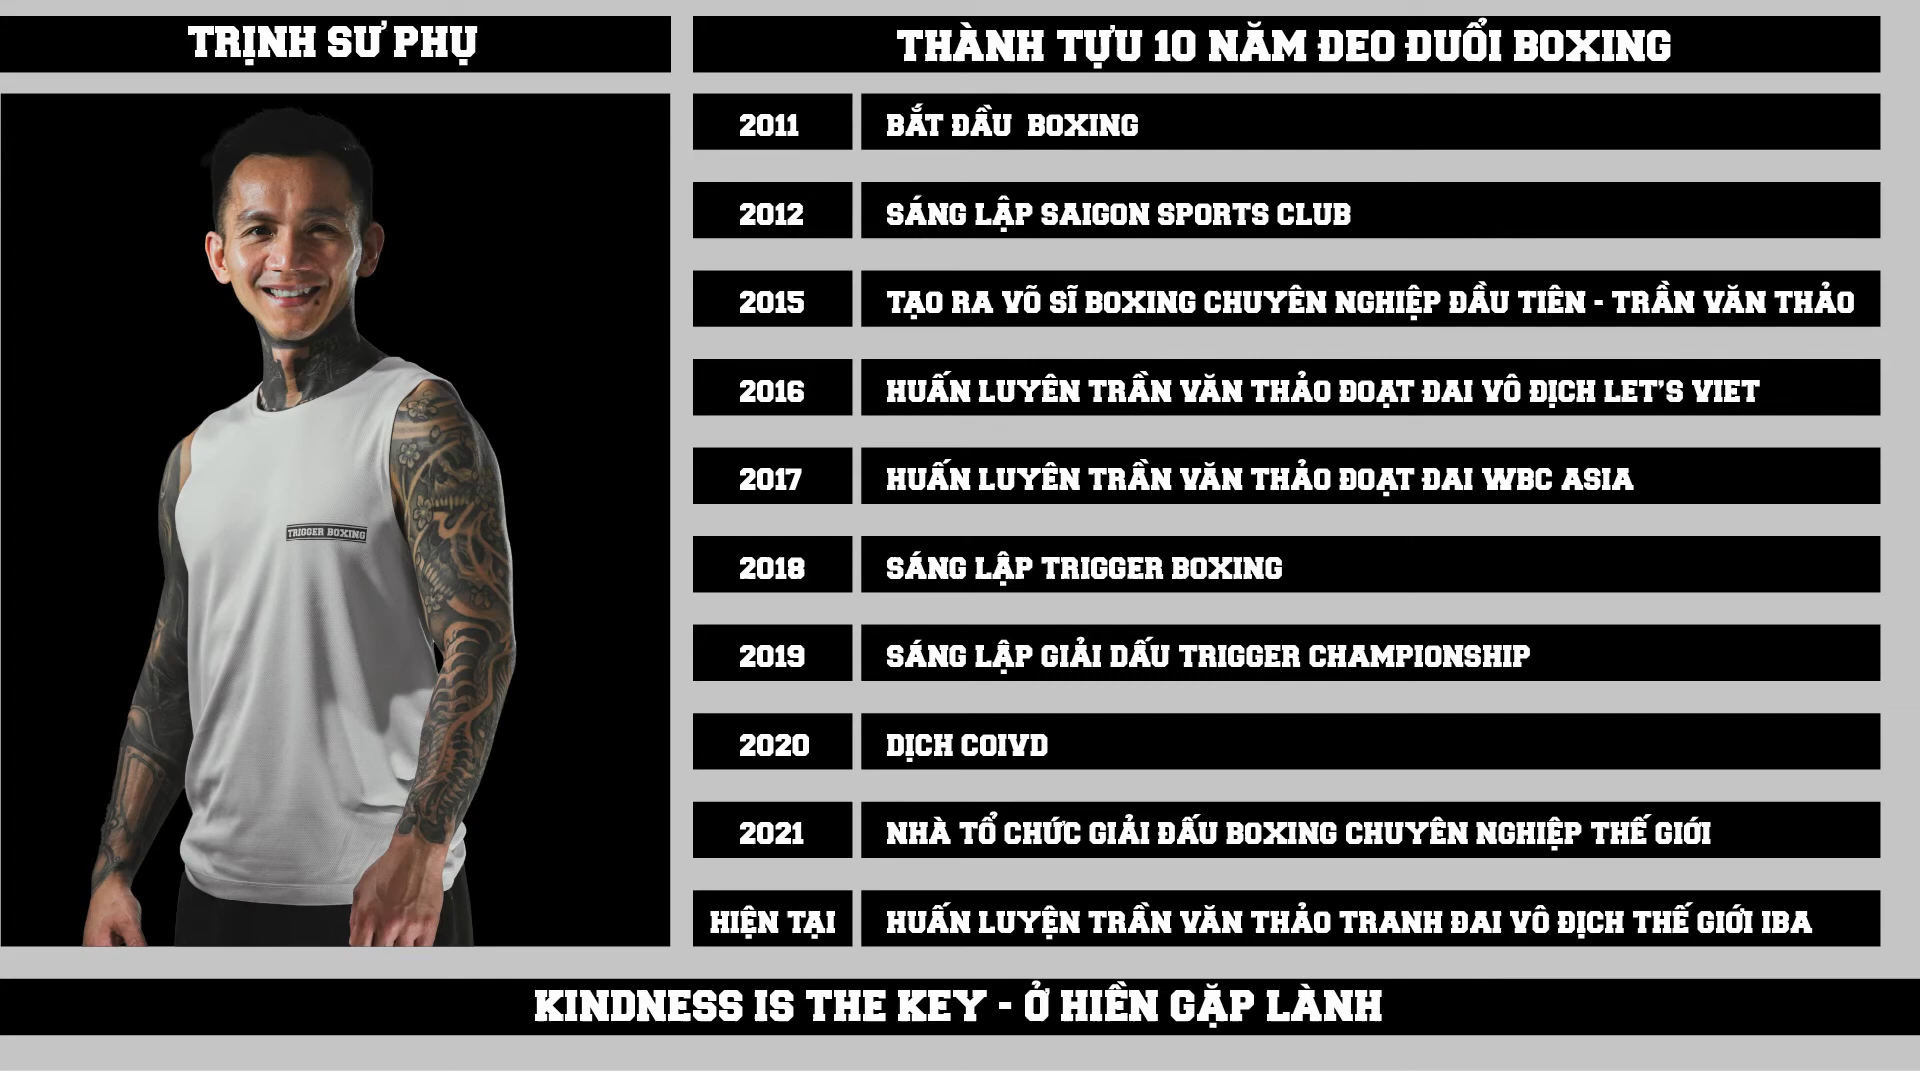 TRỊNH SƯ PHỤ
THÀNH TỰU 10 NĂM ĐEO ĐUỔI BOXING
2011 BẮT ĐẦU BOXING
2012 SÁNG LẬP SAIGON SPORTS CLUB
2015 TẠO RA VÕ SĨ BOXING CHUYÊN NGHIỆP ĐẦU TIÊN - TRẦN VĂN THẢO
2016 HUẤN LUYÊN TRẦN VĂN THẢO ĐOẠT ĐAI VÔ ĐỊCH LET'S VIET
2017 HUẤN LUYÊN TRẦN VĂN THẢO ĐOẠT ĐAI WBC ASIA
2018 SÁNG LẬP TRIGGER BOXING
2019 SÁNG LẬP GIẢI DẤU TRIGGER CHAMPIONSHIP
2020 DỊCH COIVD
2021 NHÀ TỔ CHỨC GIẢI ĐẤU BOXING CHUYÊN NGHIỆP THẾ GIỚI
HIỆN TẠI HUẤN LUYỆN TRẦN VĂN THẢO TRANH ĐAI VÔ ĐỊCH THẾ GIỚI IBA
TRIGGER BOXING
KINDNESS IS THE KEY - Ở HIỀN GẶP LÀNH